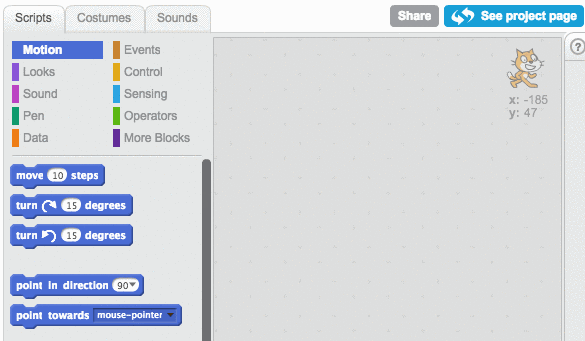 Scripts Costumes Sounds Share See project page
Motion Events
Looks Control
Sound Sensing
Pen Operators
Data More Blocks
x: -185
y: 47
?
move 10 steps
turn 15 degrees
turn 15 degrees
point in direction 90
point towards mouse-pointer